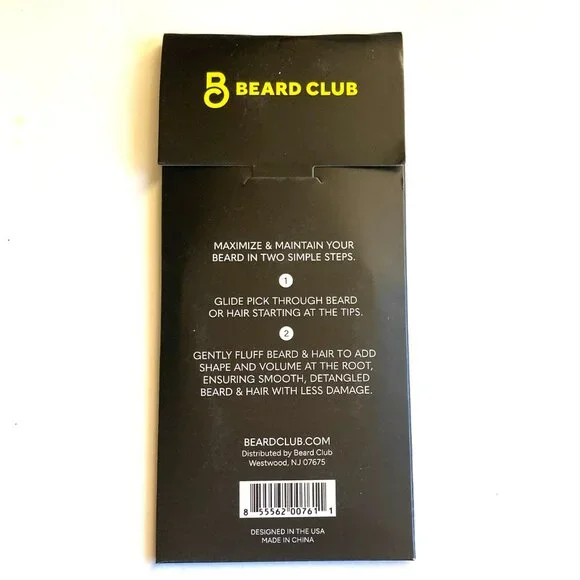 B BEARD CLUB
MAXIMIZE & MAINTAIN YOUR
BEARD IN TWO SIMPLE STEPS.
1
GLIDE PICK THROUGH BEARD
OR HAIR STARTING AT THE TIPS.
2
GENTLY FLUFF BEARD & HAIR TO ADD
SHAPE AND VOLUME AT THE ROOT,
ENSURING SMOOTH, DETANGLED
BEARD & HAIR WITH LESS DAMAGE.
BEARDCLUB.COM
Distributed by Beard Club
Westwood, NJ 07675
8 55562 00761 1
DESIGNED IN THE USA
MADE IN CHINA